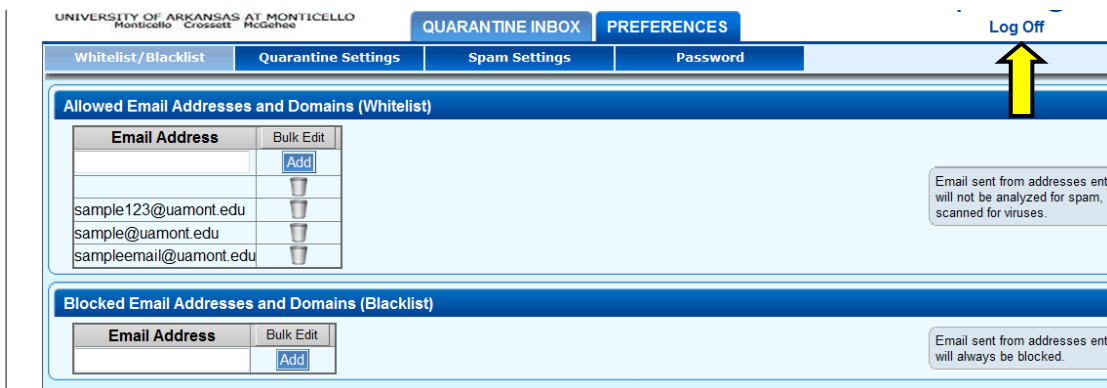 UNIVERSITY OF ARKANSAS AT MONTICELLO
Monticello Crossett McGehee
QUARANTINE INBOX
PREFERENCES
Log Off
Whitelist/Blacklist
Quarantine Settings
Spam Settings
Password
Allowed Email Addresses and Domains (Whitelist)
Email Address
Bulk Edit
Add
sample123@uamont.edu
sample@uamont.edu
sampleemail@uamont.edu
Email sent from addresses ent
will not be analyzed for spam,
scanned for viruses.
Blocked Email Addresses and Domains (Blacklist)
Email Address
Bulk Edit
Add
Email sent from addresses ent
will always be blocked.